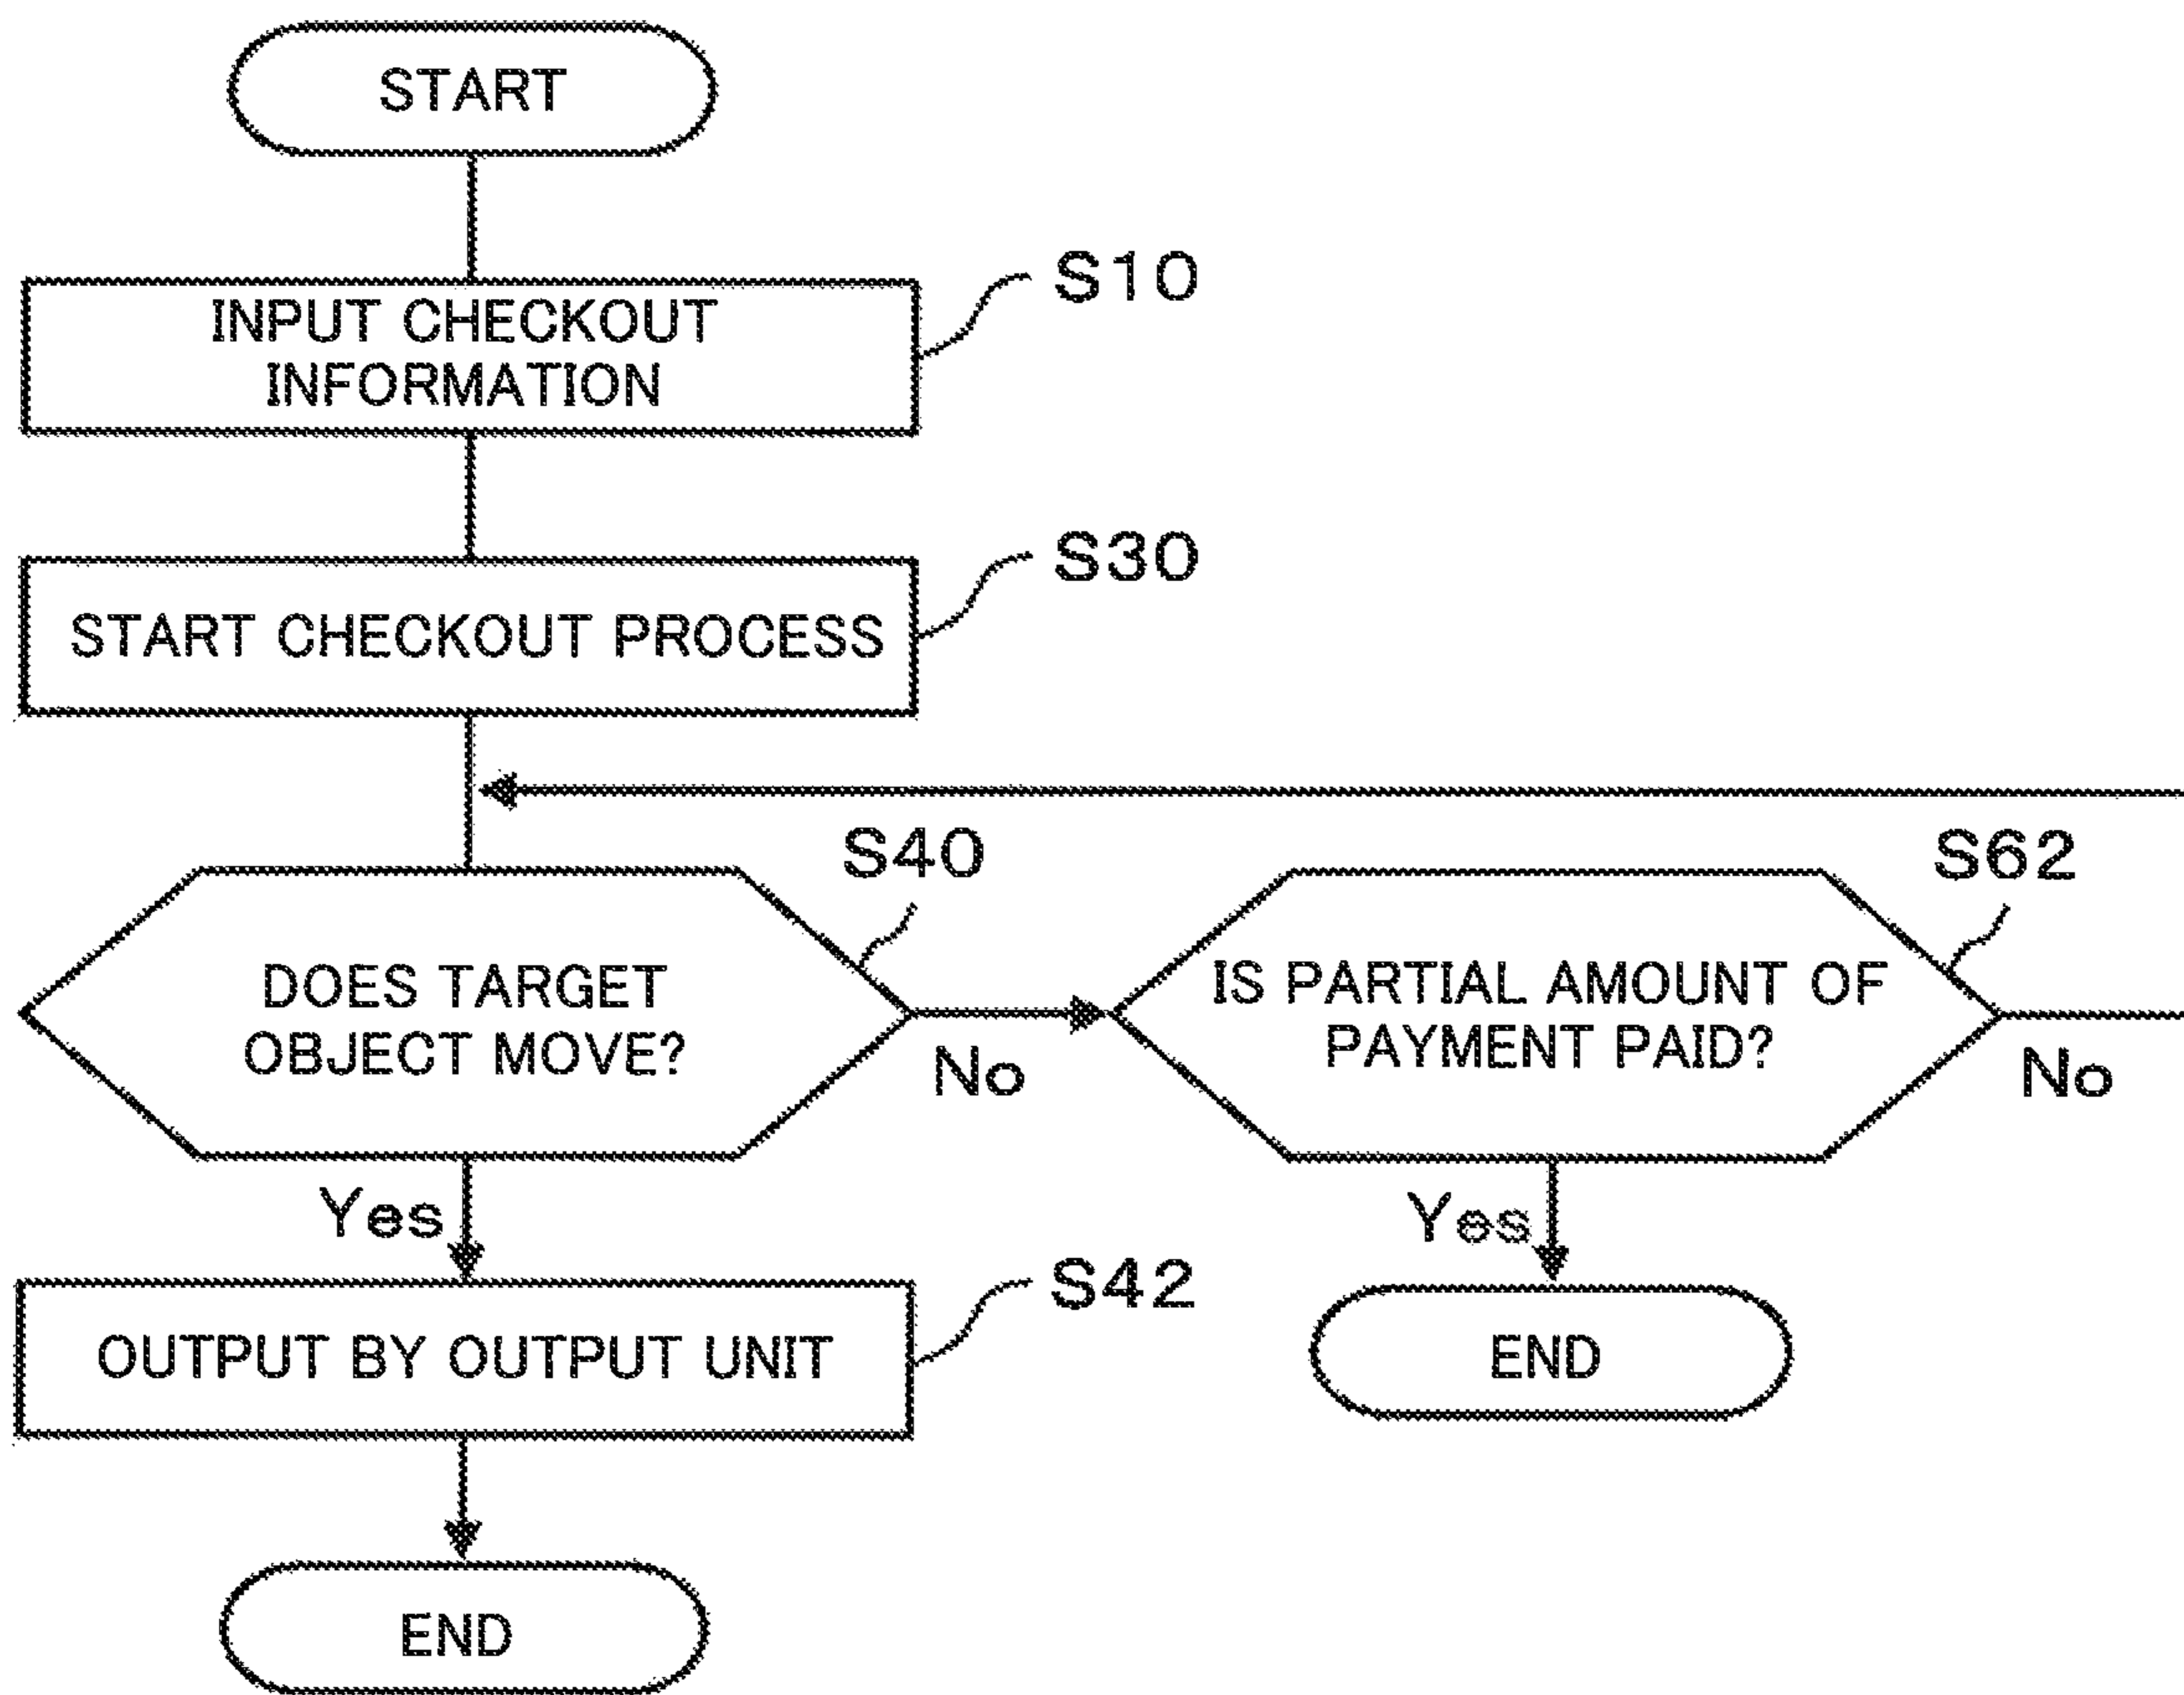 START
INPUT CHECKOUT
INFORMATION
S10
START CHECKOUT PROCESS
S30
S40
DOES TARGET
OBJECT MOVE?
No
S62
IS PARTIAL AMOUNT OF
PAYMENT PAID?
No
Yes
Yes
OUTPUT BY OUTPUT UNIT
S42
END
END